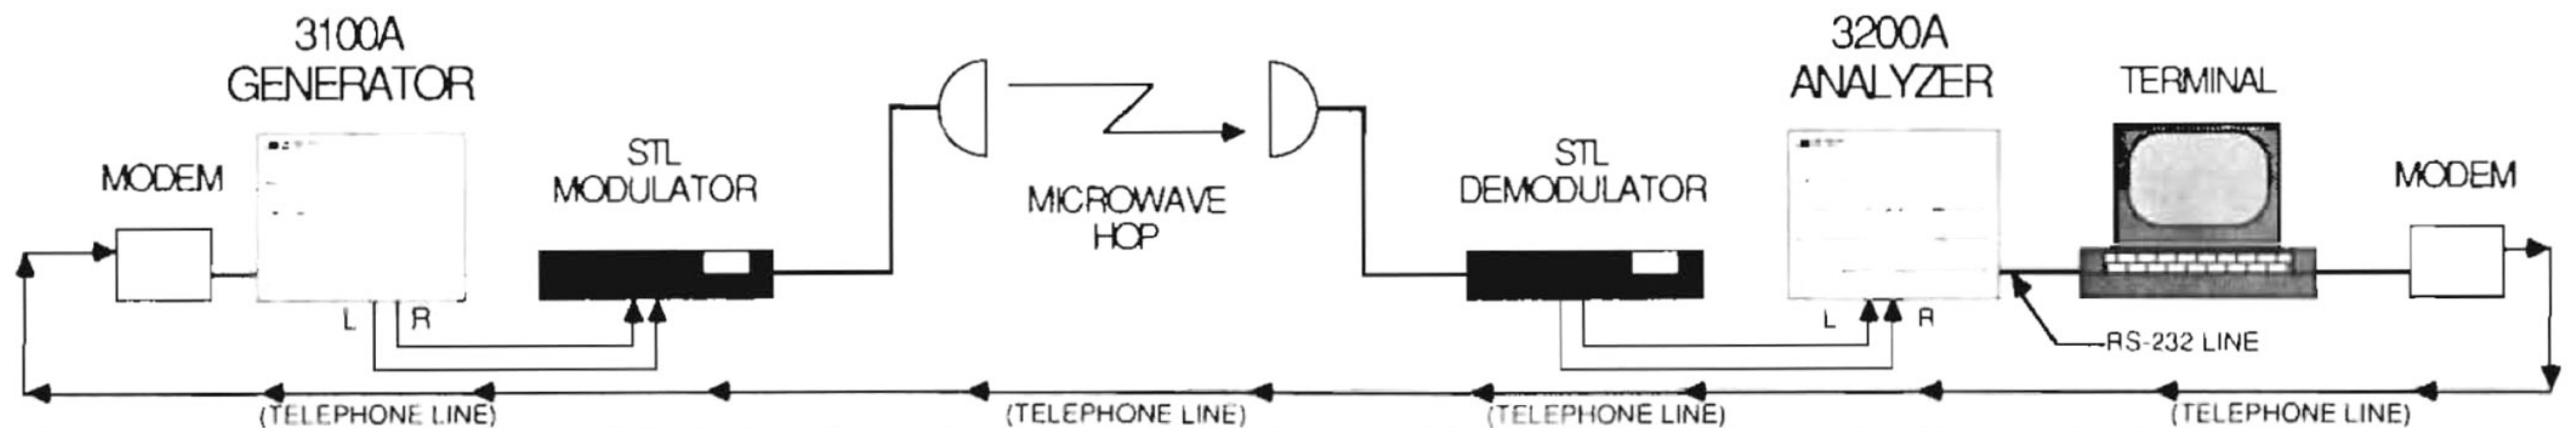 3100A
GENERATOR
MODEM
STL
MODULATOR
MICROWAVE
HOP
STL
DEMODULATOR
3200A
ANALYZER
TERMINAL
MODEM
L R
L R
RS-232 LINE
(TELEPHONE LINE)
(TELEPHONE LINE)
(TELEPHONE LINE)
(TELEPHONE LINE)